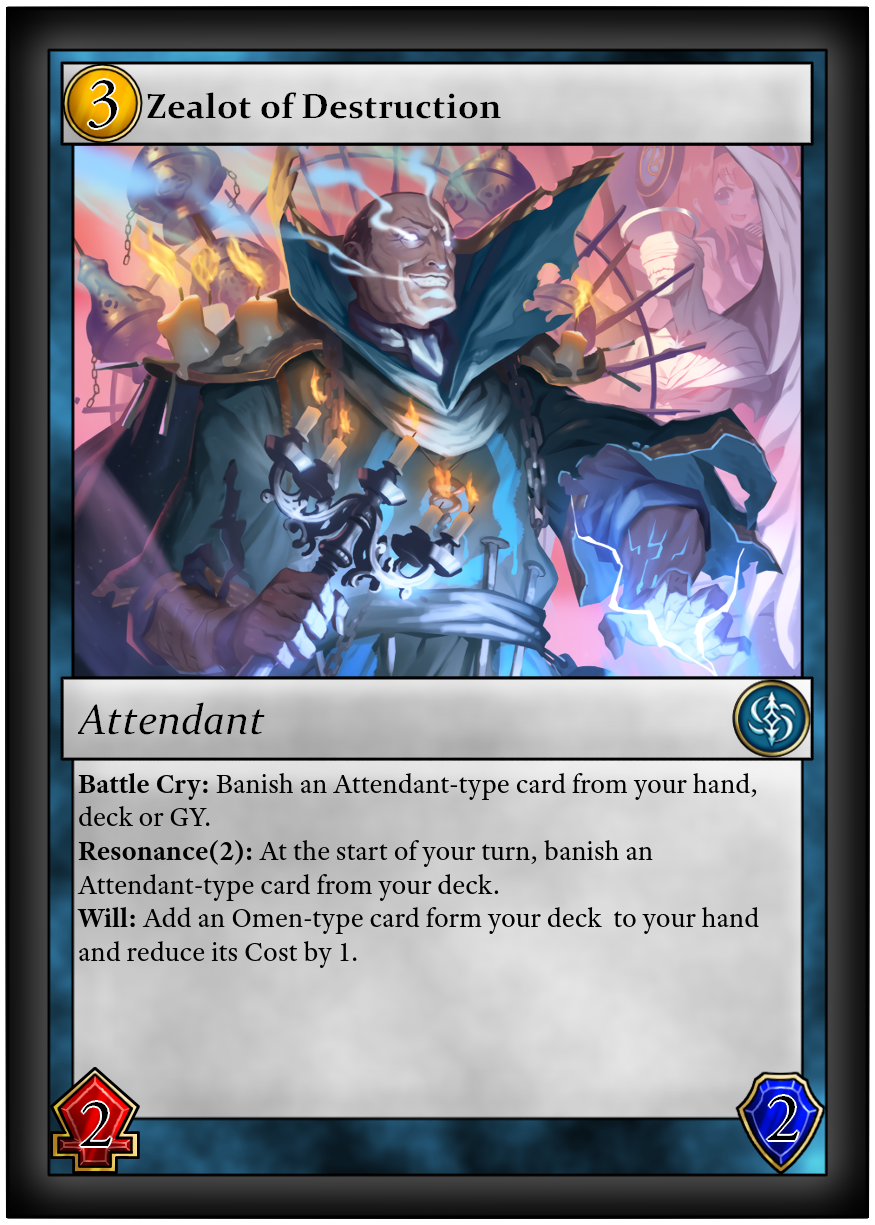 3
Zealot of Destruction
Attendant
Battle Cry: Banish an Attendant-type card from your hand,
deck or GY.
Resonance(2): At the start of your turn, banish an
Attendant-type card from your deck.
Will: Add an Omen-type card form your deck  to your hand
and reduce its Cost by 1.
2
2